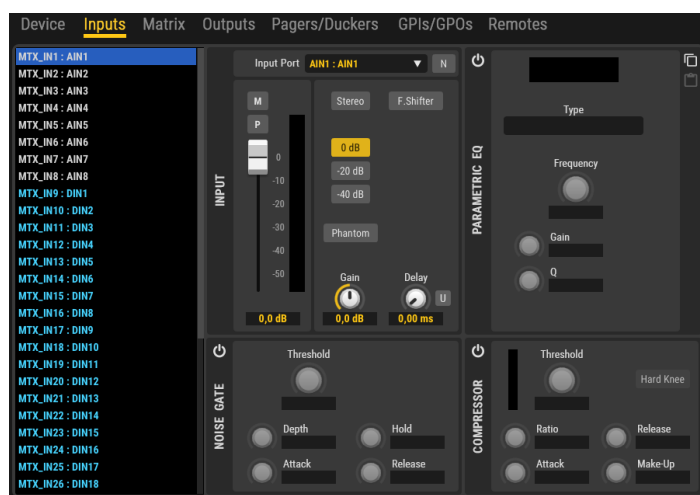 Device Inputs Matrix Outputs Pagers/Duckers GPIs/GPOs Remotes
MTX_IN1 : AIN1
MTX_IN2 : AIN2
MTX_IN3 : AIN3
MTX_IN4 : AIN4
MTX_IN5 : AIN5
MTX_IN6 : AIN6
MTX_IN7 : AIN7
MTX_IN8 : AIN8
MTX_IN9 : DIN1
MTX_IN10 : DIN2
MTX_IN11 : DIN3
MTX_IN12 : DIN4
MTX_IN13 : DIN5
MTX_IN14 : DIN6
MTX_IN15 : DIN7
MTX_IN16 : DIN8
MTX_IN17 : DIN9
MTX_IN18 : DIN10
MTX_IN19 : DIN11
MTX_IN20 : DIN12
MTX_IN21 : DIN13
MTX_IN22 : DIN14
MTX_IN23 : DIN15
MTX_IN24 : DIN16
MTX_IN25 : DIN17
MTX_IN26 : DIN18
INPUT
Input Port AIN1 : AIN1 N
M
P
0
-10
-20
-30
-40
-50
0,0 dB
Stereo F.Shifter
0 dB
-20 dB
-40 dB
Phantom
Gain Delay
U
0,0 dB 0,00 ms
PARAMETRIC EQ
Type
Frequency
Gain
Q
NOISE GATE
Threshold
Depth Hold
Attack Release
COMPRESSOR
Threshold
Hard Knee
Ratio Release
Attack Make-Up